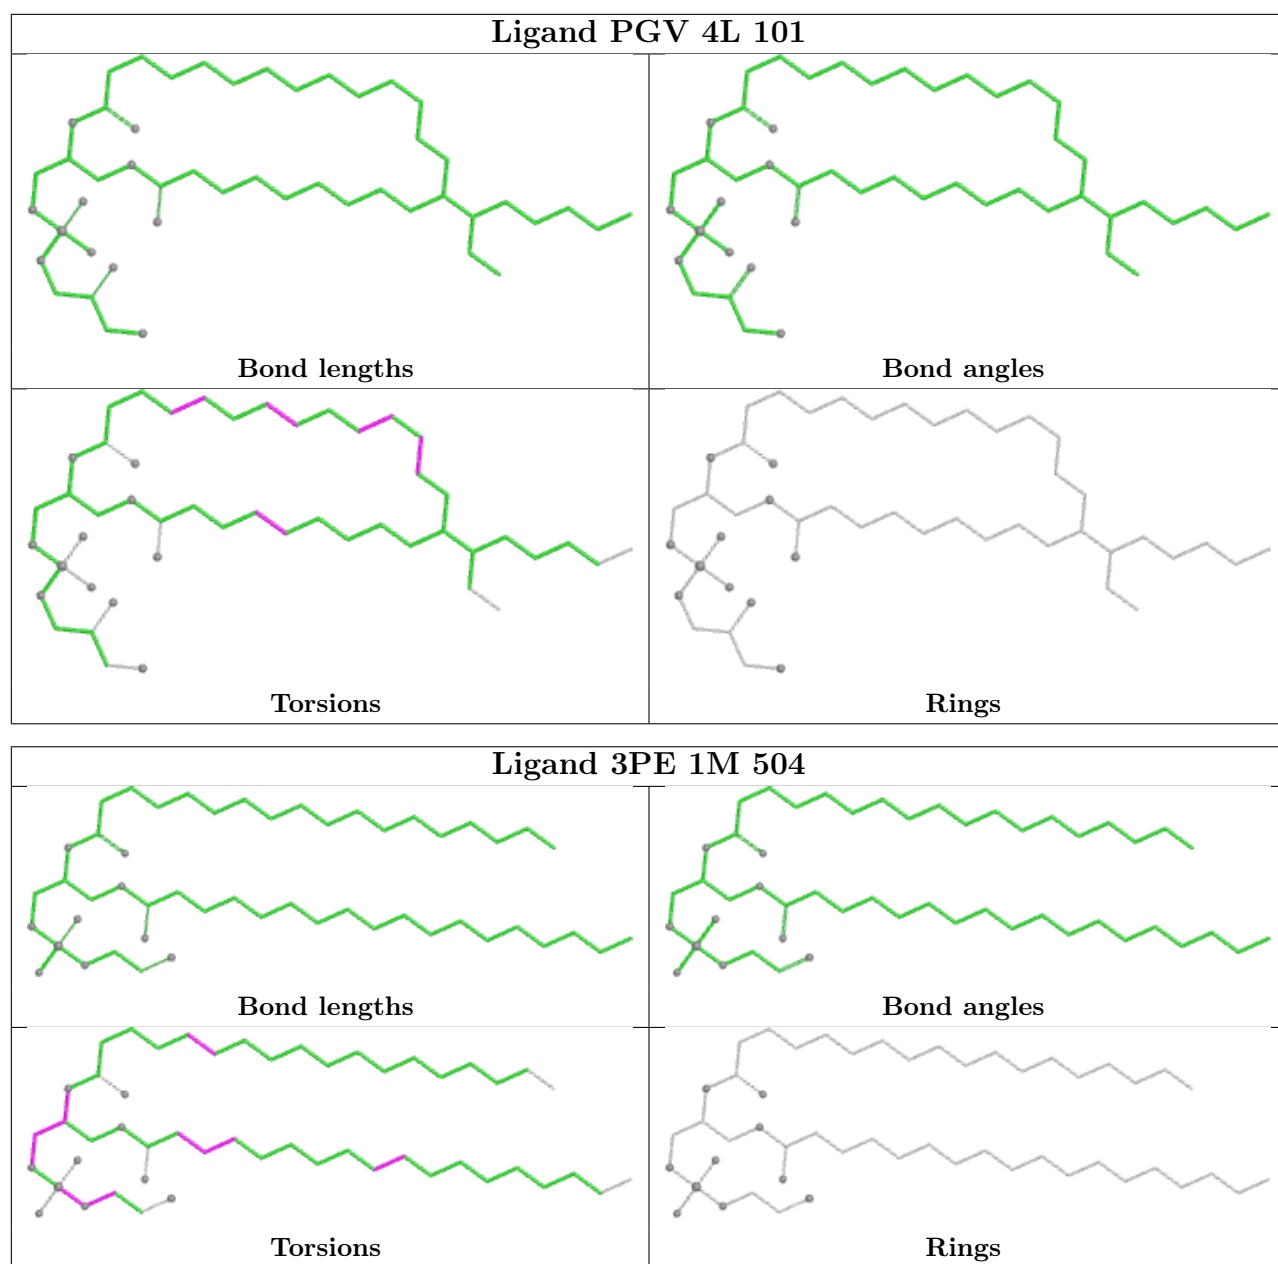 Ligand PGV 4L 101
Bond lengths
Bond angles
Torsions
Rings
Ligand 3PE 1M 504
Bond lengths
Bond angles
Torsions
Rings